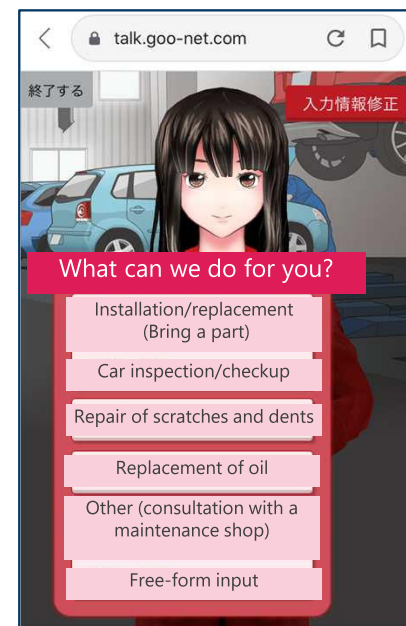 talk.goo-net.com
終了する
入力情報修正
What can we do for you?
Installation/replacement
(Bring a part)
Car inspection/checkup
Repair of scratches and dents
Replacement of oil
Other (consultation with a
maintenance shop)
Free-form input